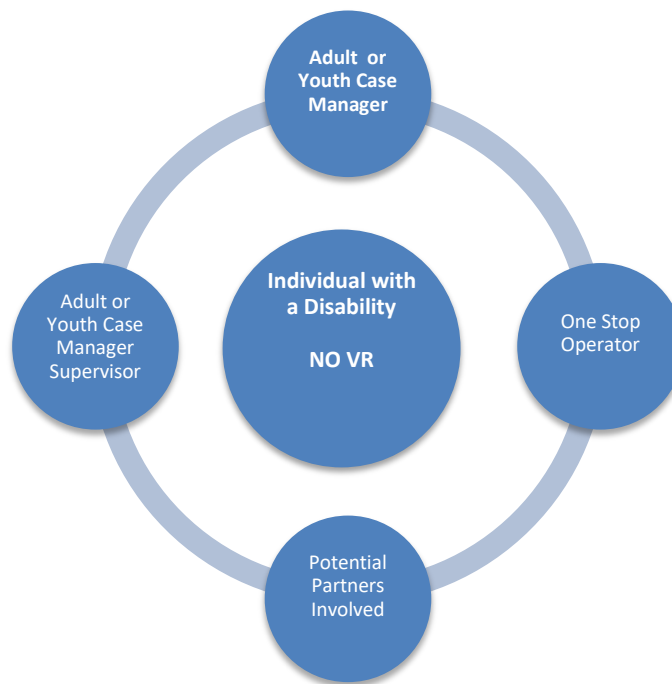 Adult or
Youth Case
Manager
Individual with
a Disability
NO VR
Adult or
Youth Case
Manager
Supervisor
One Stop
Operator
Potential
Partners
Involved